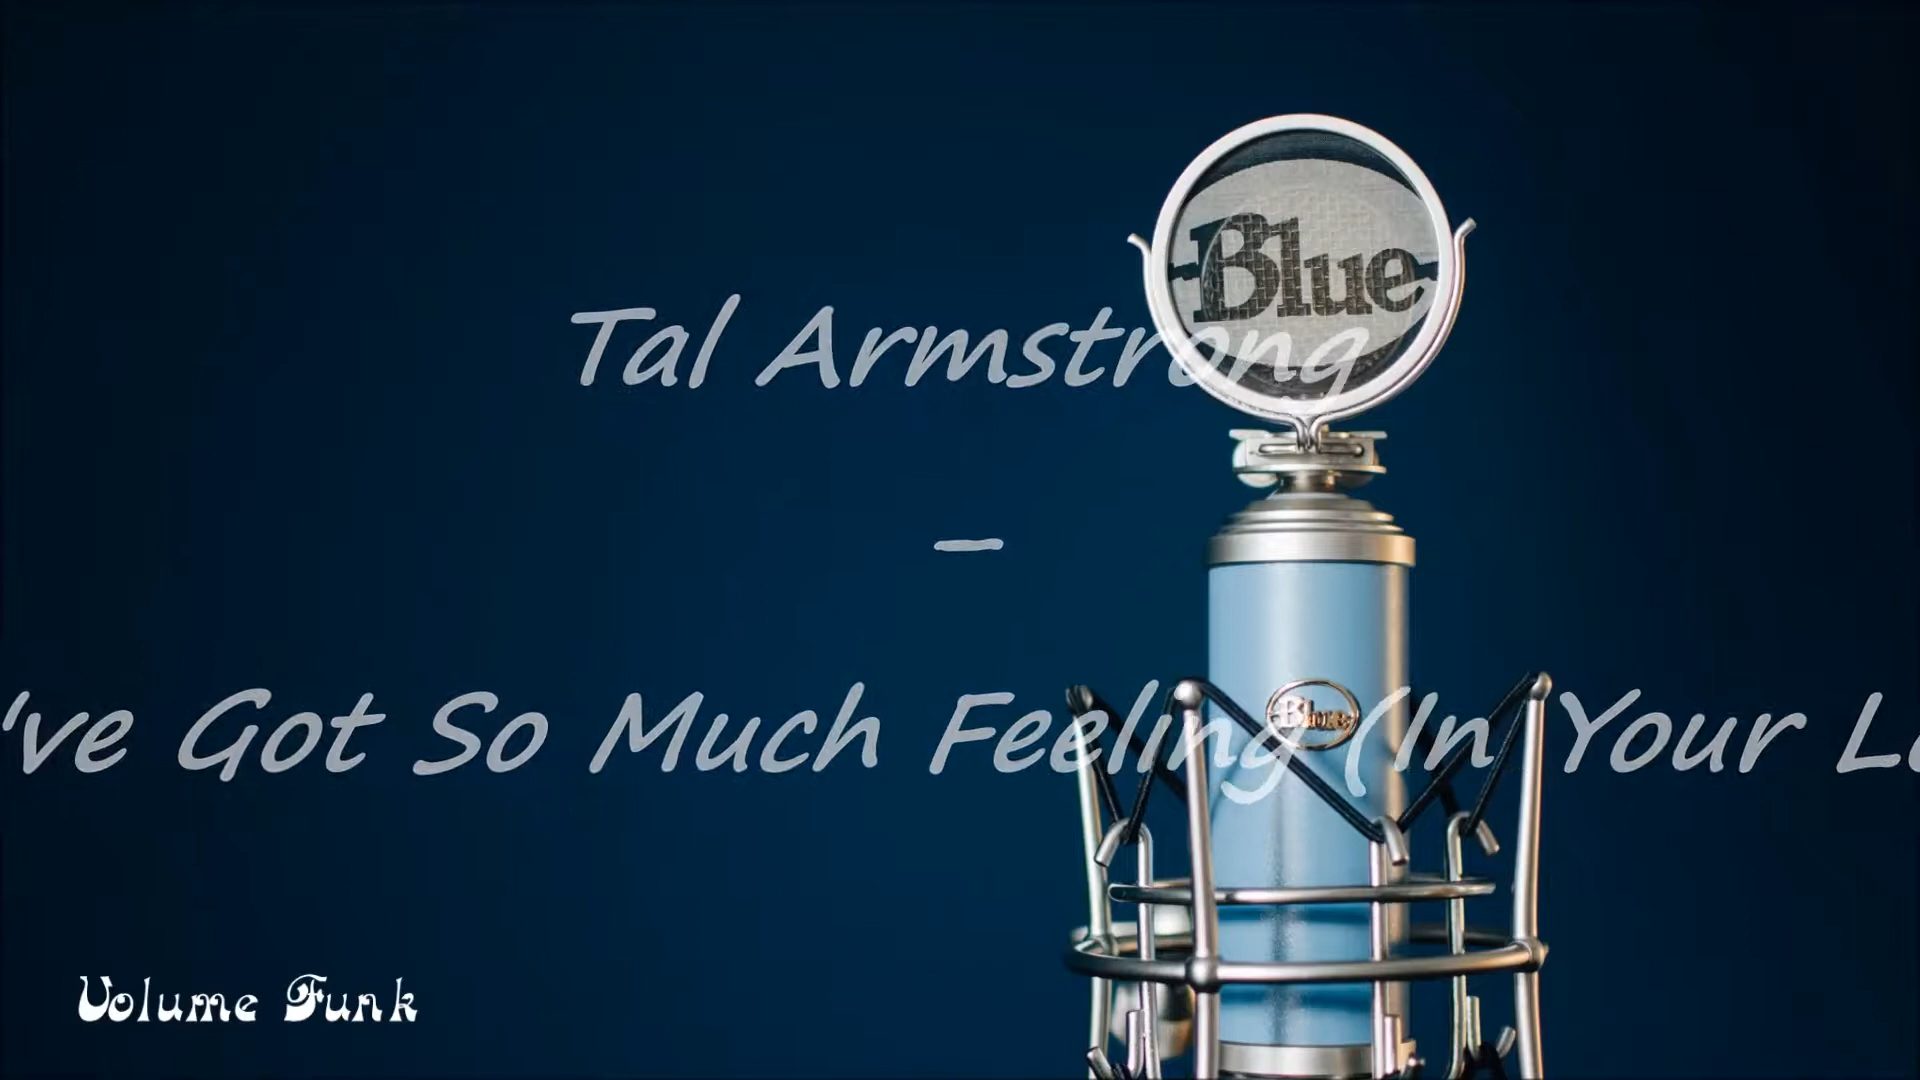 Blue
Tal Armstrong
–
've Got So Much Feeling (In Your
Blue
Volume Funk